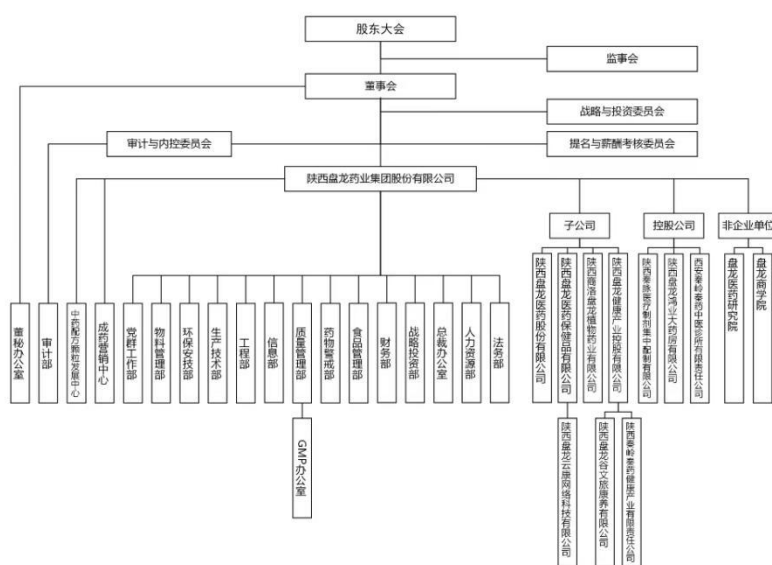 股东大会
监事会
董事会
战略与投资委员会
审计与内控委员会
提名与薪酬考核委员会
陕西盘龙药业集团股份有限公司
子公司
控股公司
非企业单位
董秘办公室
审计部
中药配方颗粒发展中心
成药营销中心
党群工作部
物料管理部
环保安技部
生产技术部
工程部
信息部
质量管理部
药物警戒部
食品管理部
财务部
战略投资部
总裁办公室
人力资源部
法务部
陕西盘龙医药股份有限公司
陕西盘龙医药保健品有限公司
陕西商洛盘龙植物药业有限公司
陕西盘龙健康产业控股有限公司
陕西秦脉医疗制剂集中配制有限公司
陕西盘龙鸿业大药房有限公司
西安秦岭秦药中医诊所有限责任公司
盘龙医药研究院
盘龙商学院
GMP办公室
陕西盘龙云康网络科技有限公司
陕西盘龙谷文旅康养有限公司
陕西秦岭秦药健康产业有限责任公司